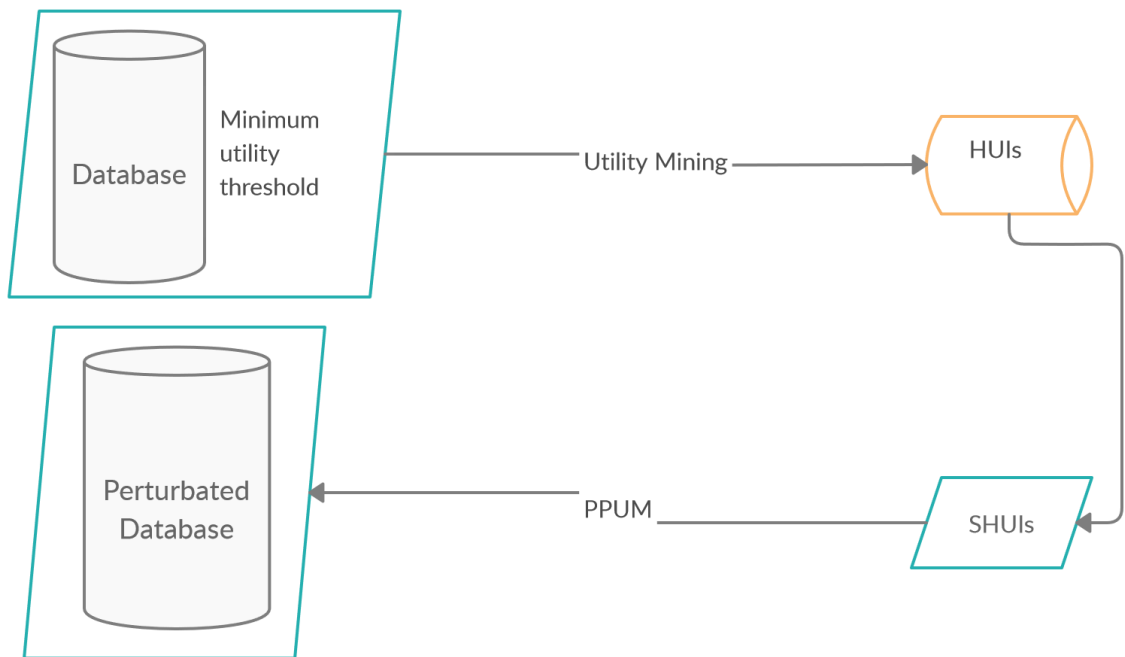 Database
Minimum
utility
threshold
Utility Mining
HUIs
Perturbated
Database
PPUM
SHUIs